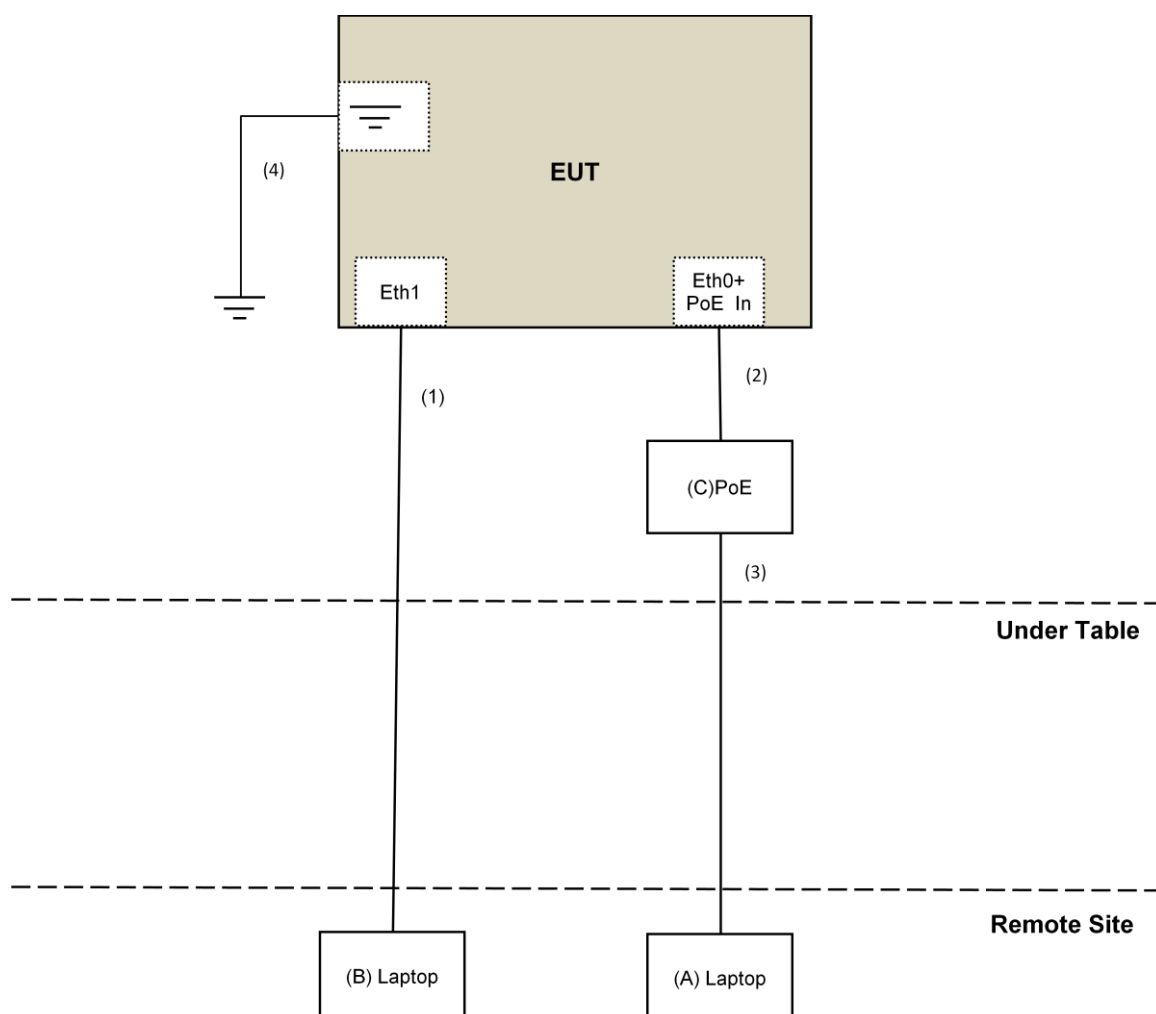 EUT
(4)
Eth1
Eth0+
PoE In
(1)
(2)
(C)PoE
(3)
Under Table
Remote Site
(B) Laptop
(A) Laptop